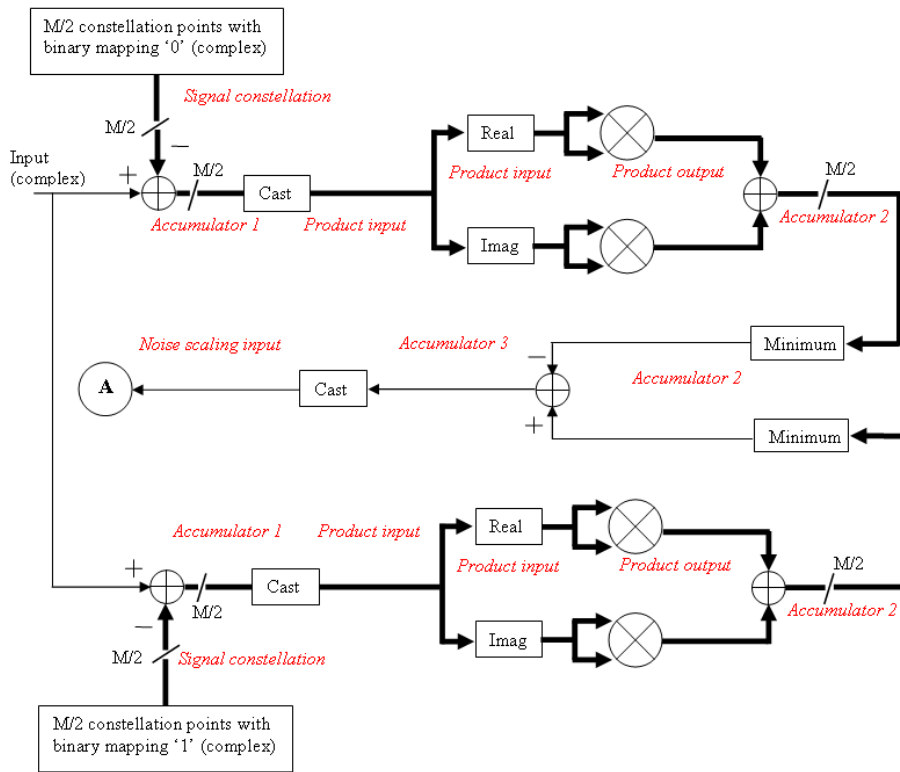 M/2 constellation points with
binary mapping ‘0’ (complex)
Signal constellation
M/2
−
Input
(complex)
+
M/2
Cast
Accumulator 1
Product input
Real
Product input
Product output
M/2
Accumulator 2
Imag
Noise scaling input
Accumulator 3
−
Minimum
A
Cast
Accumulator 2
+
Minimum
Accumulator 1
Product input
Real
Product input
Product output
M/2
+
Cast
M/2
Accumulator 2
−
M/2
Signal constellation
Imag
M/2 constellation points with
binary mapping ‘1’ (complex)